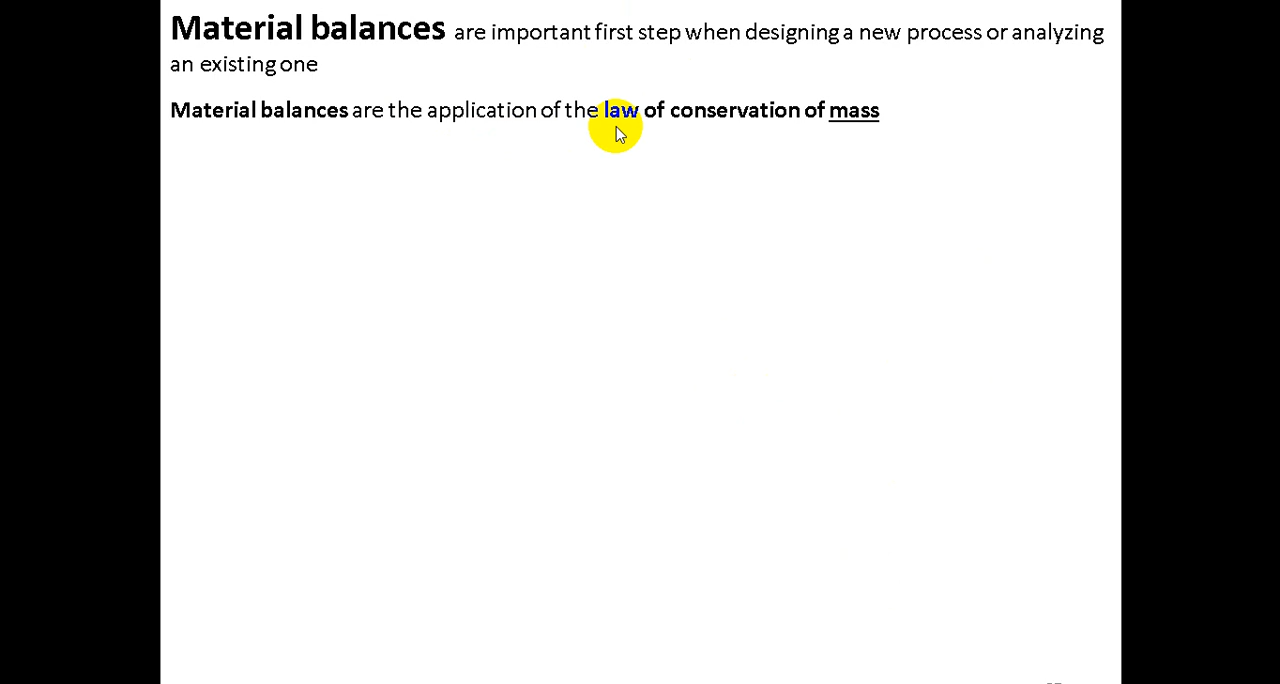 Material balances are important first step when designing a new process or analyzing
an existing one
Material balances are the application of the law of conservation of mass